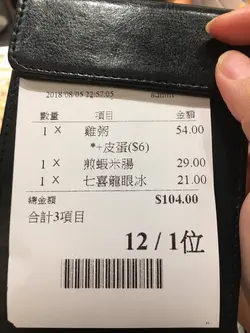 2018/08/05 22:57:05 admin
數量 項目 金額
1 X 雞粥 54.00
*+皮蛋($6)
1 X 煎蝦米腸 29.00
1 X 七喜龍眼冰 21.00
總金額 $104.00
合計3項目
12 / 1位